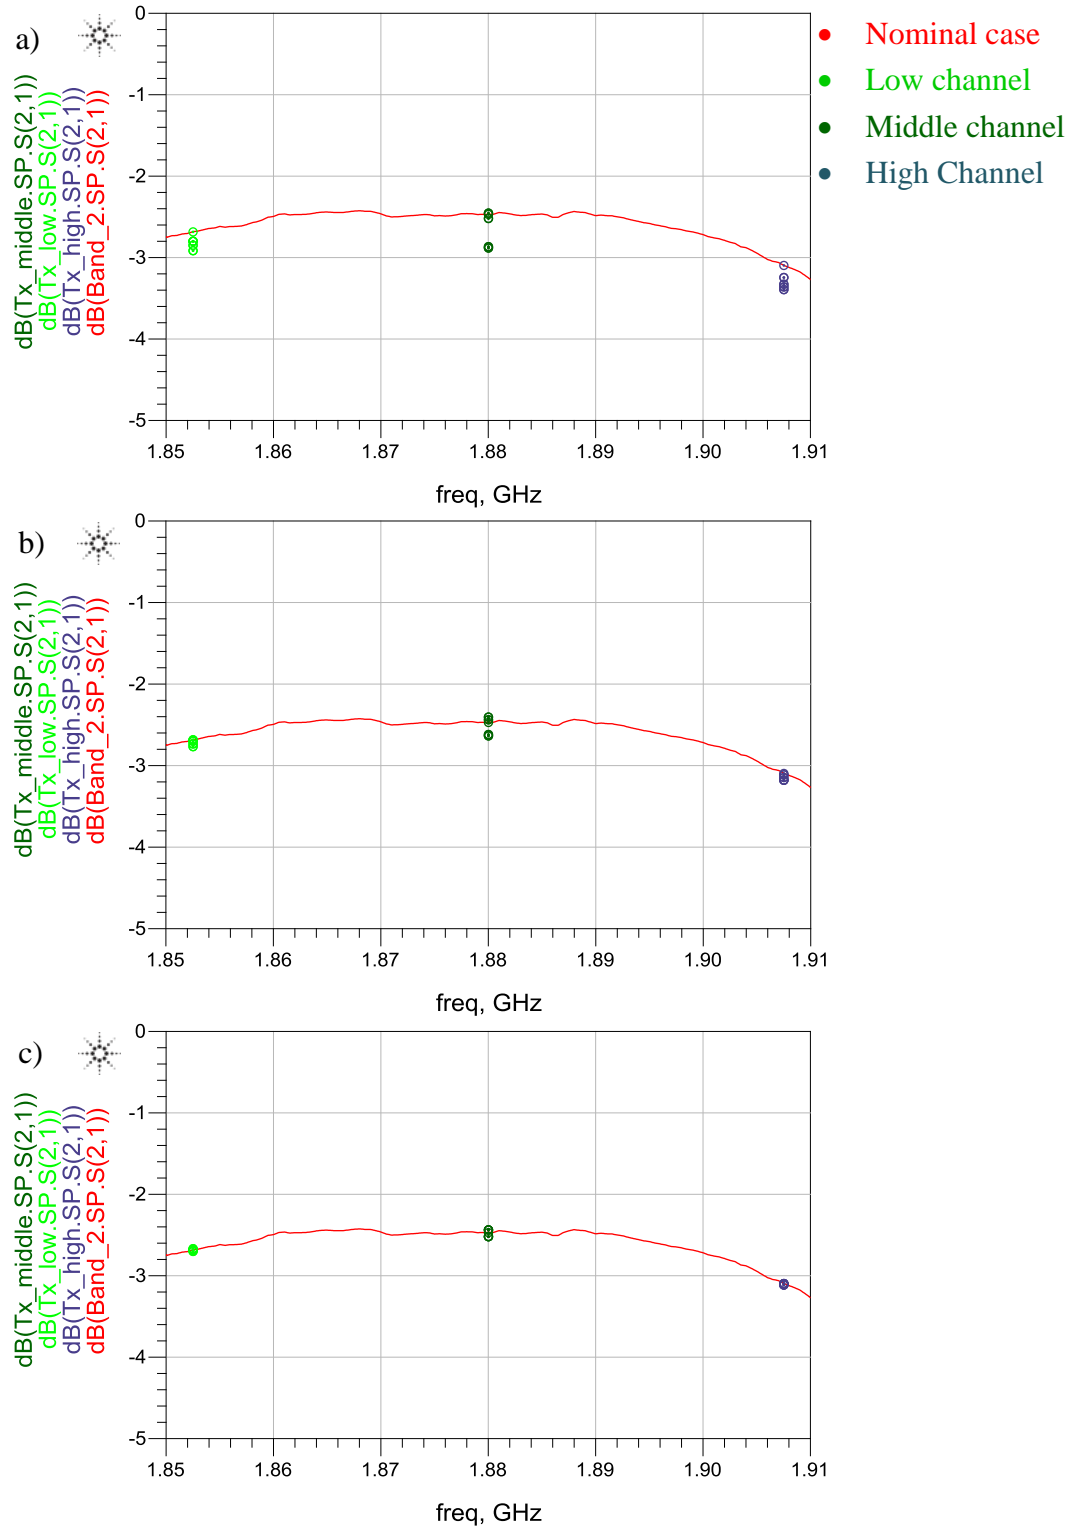 a)
dB(Tx_middle.SP.S(2,1))
dB(Tx_low.SP.S(2,1))
dB(Tx_high.SP.S(2,1))
dB(Band_2.SP.S(2,1))
0
-1
-2
-3
-4
-5
1.85 1.86 1.87 1.88 1.89 1.90 1.91
freq, GHz
Nominal case
Low channel
Middle channel
High Channel
b)
dB(Tx_middle.SP.S(2,1))
dB(Tx_low.SP.S(2,1))
dB(Tx_high.SP.S(2,1))
dB(Band_2.SP.S(2,1))
0
-1
-2
-3
-4
-5
1.85 1.86 1.87 1.88 1.89 1.90 1.91
freq, GHz
c)
dB(Tx_middle.SP.S(2,1))
dB(Tx_low.SP.S(2,1))
dB(Tx_high.SP.S(2,1))
dB(Band_2.SP.S(2,1))
0
-1
-2
-3
-4
-5
1.85 1.86 1.87 1.88 1.89 1.90 1.91
freq, GHz